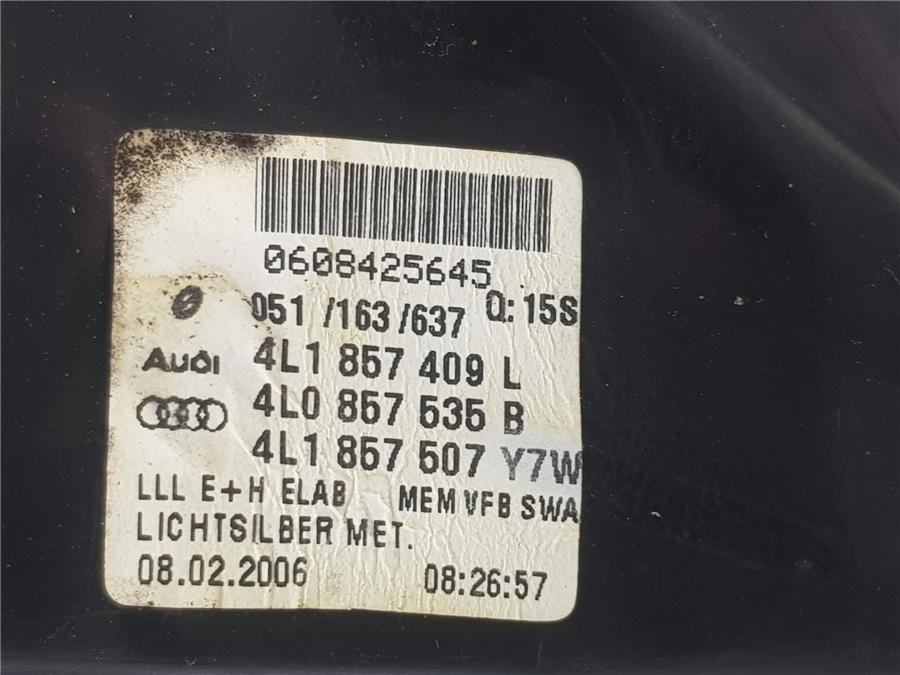 0608425645
051 /163 /637 Q: 15S
4L1 857 409 L
Audi
4L0 857 535 B
4L1 857 507 Y7W
LLL E+H ELAB MEM VFB SWA
LICHTSILBER MET.
08.02.2006 08:26:57